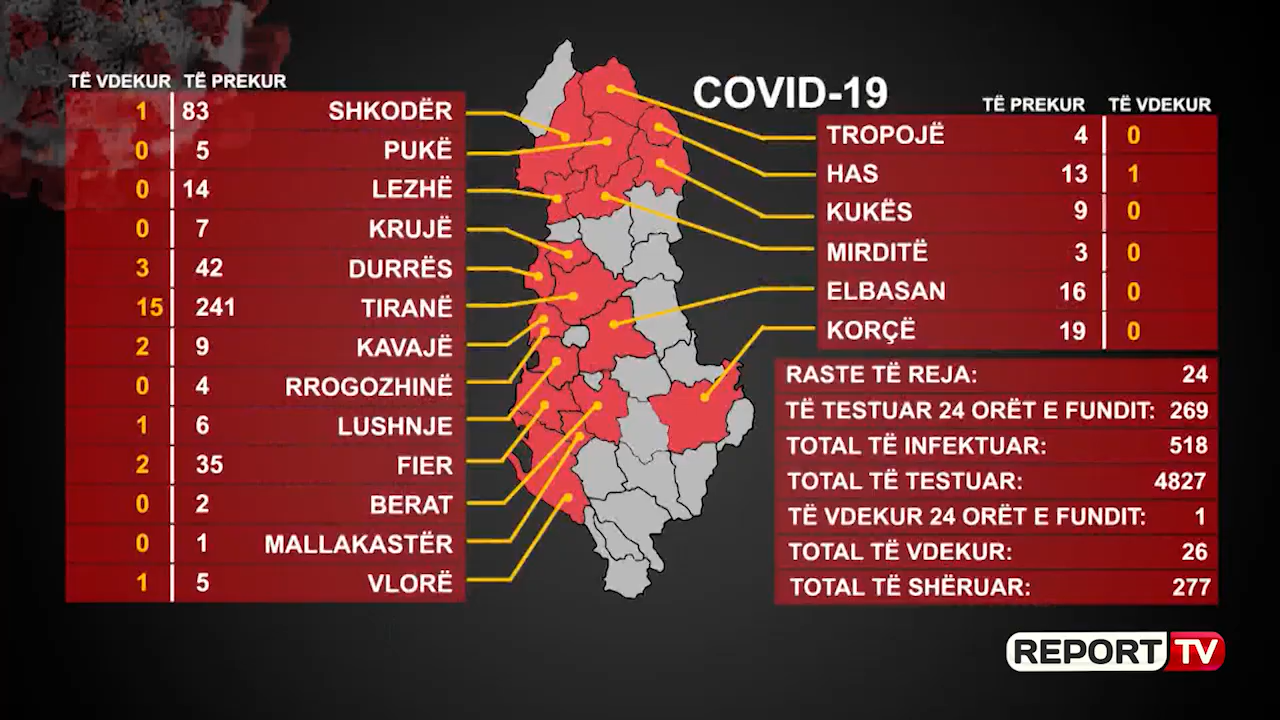 TË VDEKUR TË PREKUR
1 83 SHKODËR
0 5 PUKË
0 14 LEZHË
0 7 KRUJË
3 42 DURRËS
15 241 TIRANË
2 9 KAVAJË
0 4 RROGOZHINË
1 6 LUSHNJE
2 35 FIER
0 2 BERAT
0 1 MALLAKASTËR
1 5 VLORË
COVID-19
TË PREKUR TË VDEKUR
TROPOJË 4 0
HAS 13 1
KUKËS 9 0
MIRDITË 3 0
ELBASAN 16 0
KORÇË 19 0
RASTE TË REJA: 24
TË TESTUAR 24 ORËT E FUNDIT: 269
TOTAL TË INFEKTUAR: 518
TOTAL TË TESTUAR: 4827
TË VDEKUR 24 ORËT E FUNDIT: 1
TOTAL TË VDEKUR: 26
TOTAL TË SHËRUAR: 277
REPORT TV